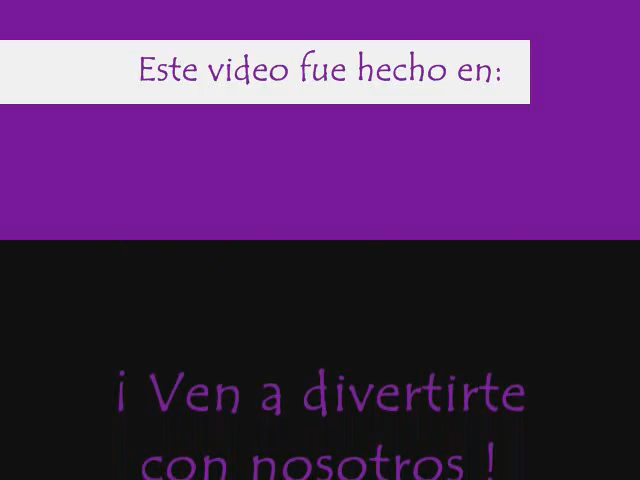 Este video fue hecho en:
¡ Ven a divertirte
con nosotros !